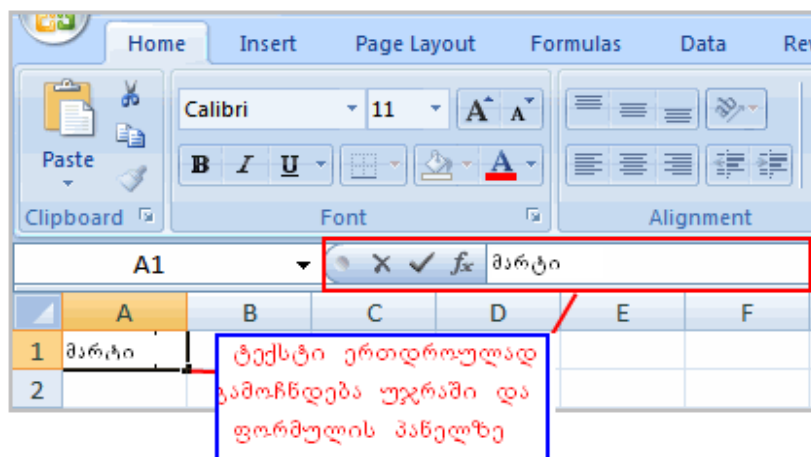 Home Insert Page Layout Formulas Data Re
Calibri 11 A A
Paste B I U A
Clipboard Font Alignment
A1 fx მარტი
A B C D E F
1 მარტი
2
ტექსტი ერთდროულად
გამოჩნდება უჯრაში და
ფორმულის პანელზე